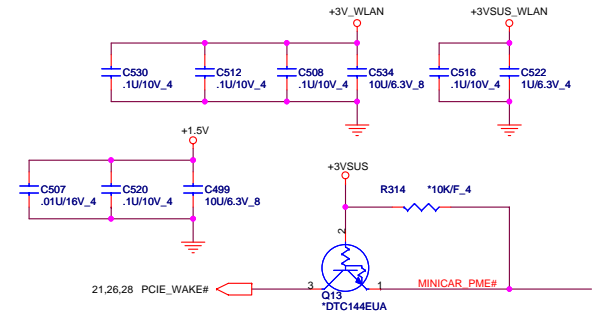 +3V_WLAN
+3VSUS_WLAN
C530
.1U/10V_4
C512
.1U/10V_4
C508
.1U/10V_4
C534
10U/6.3V_8
C516
.1U/10V_4
C522
1U/6.3V_4
+1.5V
C507
.01U/16V_4
C520
.1U/10V_4
C499
10U/6.3V_8
+3VSUS
R314 *10K/F_4
2
21,26,28 PCIE_WAKE#
3
1
MINICAR_PME#
Q13
*DTC144EUA